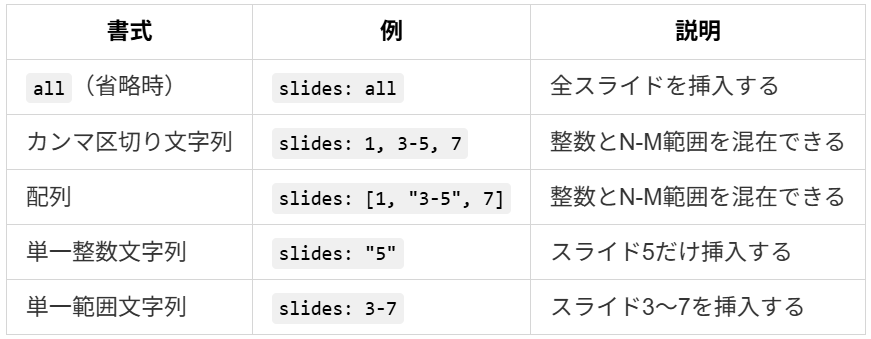 書式 例 説明
all（省略時） slides: all 全スライドを挿入する
カンマ区切り文字列 slides: 1, 3-5, 7 整数とN-M範囲を混在できる
配列 slides: [1, "3-5", 7] 整数とN-M範囲を混在できる
単一整数文字列 slides: "5" スライド5だけ挿入する
単一範囲文字列 slides: 3-7 スライド3〜7を挿入する